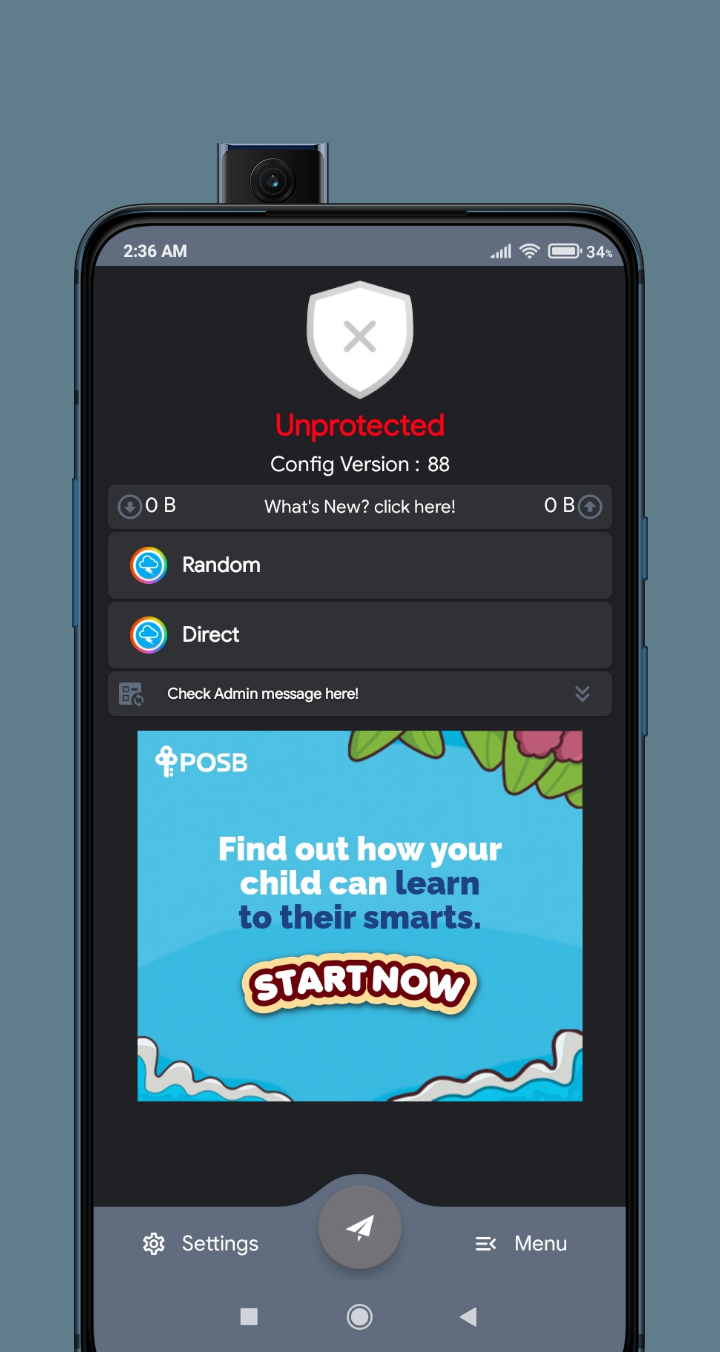 2:36 AM
34%
Unprotected
Config Version : 88
0 B
What's New? click here!
0 B
Random
Direct
Check Admin message here!
POSB
Find out how your
child can learn
to their smarts.
START NOW
Settings
Menu